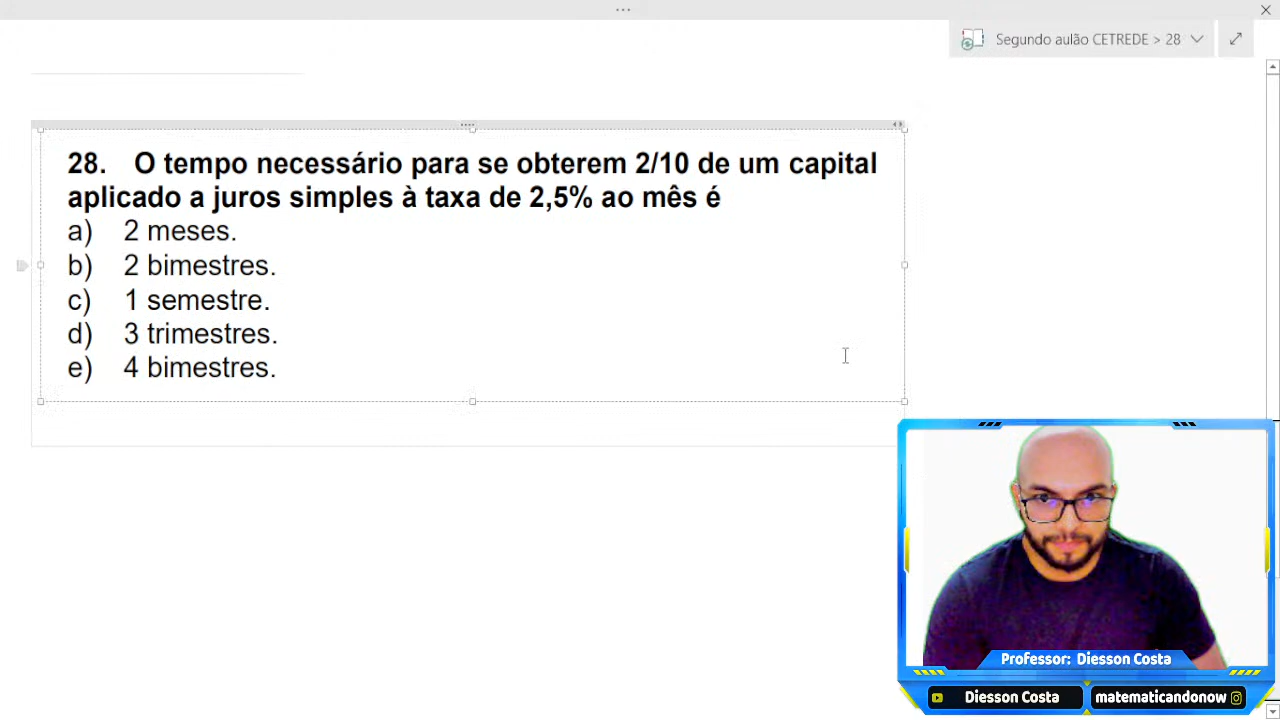 Segundo aulão CETREDE > 28
28. O tempo necessário para se obterem 2/10 de um capital
aplicado a juros simples à taxa de 2,5% ao mês é
a) 2 meses.
b) 2 bimestres.
c) 1 semestre.
d) 3 trimestres.
e) 4 bimestres.
Professor: Diesson Costa
Diesson Costa
matematicandonow